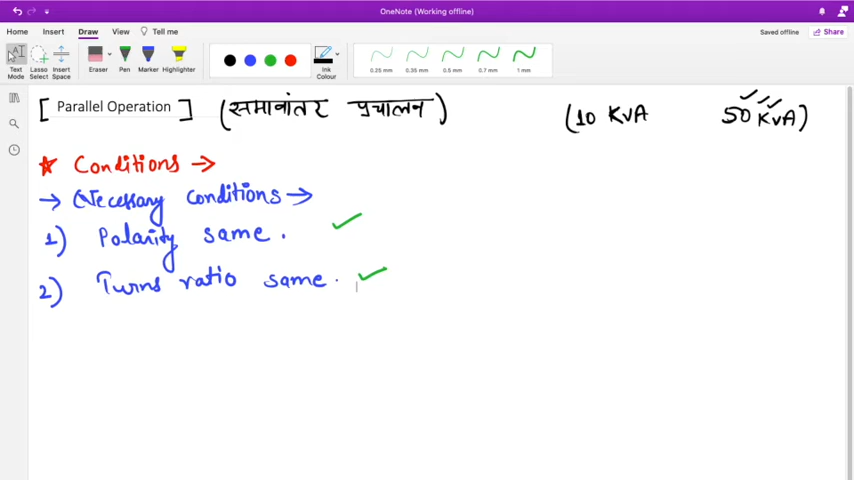 OneNote (Working offline)
Home Insert Draw View Tell me
Saved offline Share
Text Mode Lasso Select Insert Space Eraser Pen Marker Highlighter Ink Colour 0.25 mm 0.35 mm 0.5 mm 0.7 mm 1 mm
[ Parallel Operation ] (समावांतर प्रचालन) (10 KVA 50 KVA)
Conditions →
→ Necessary conditions →
1) Polarity same.
2) Turns ratio same.